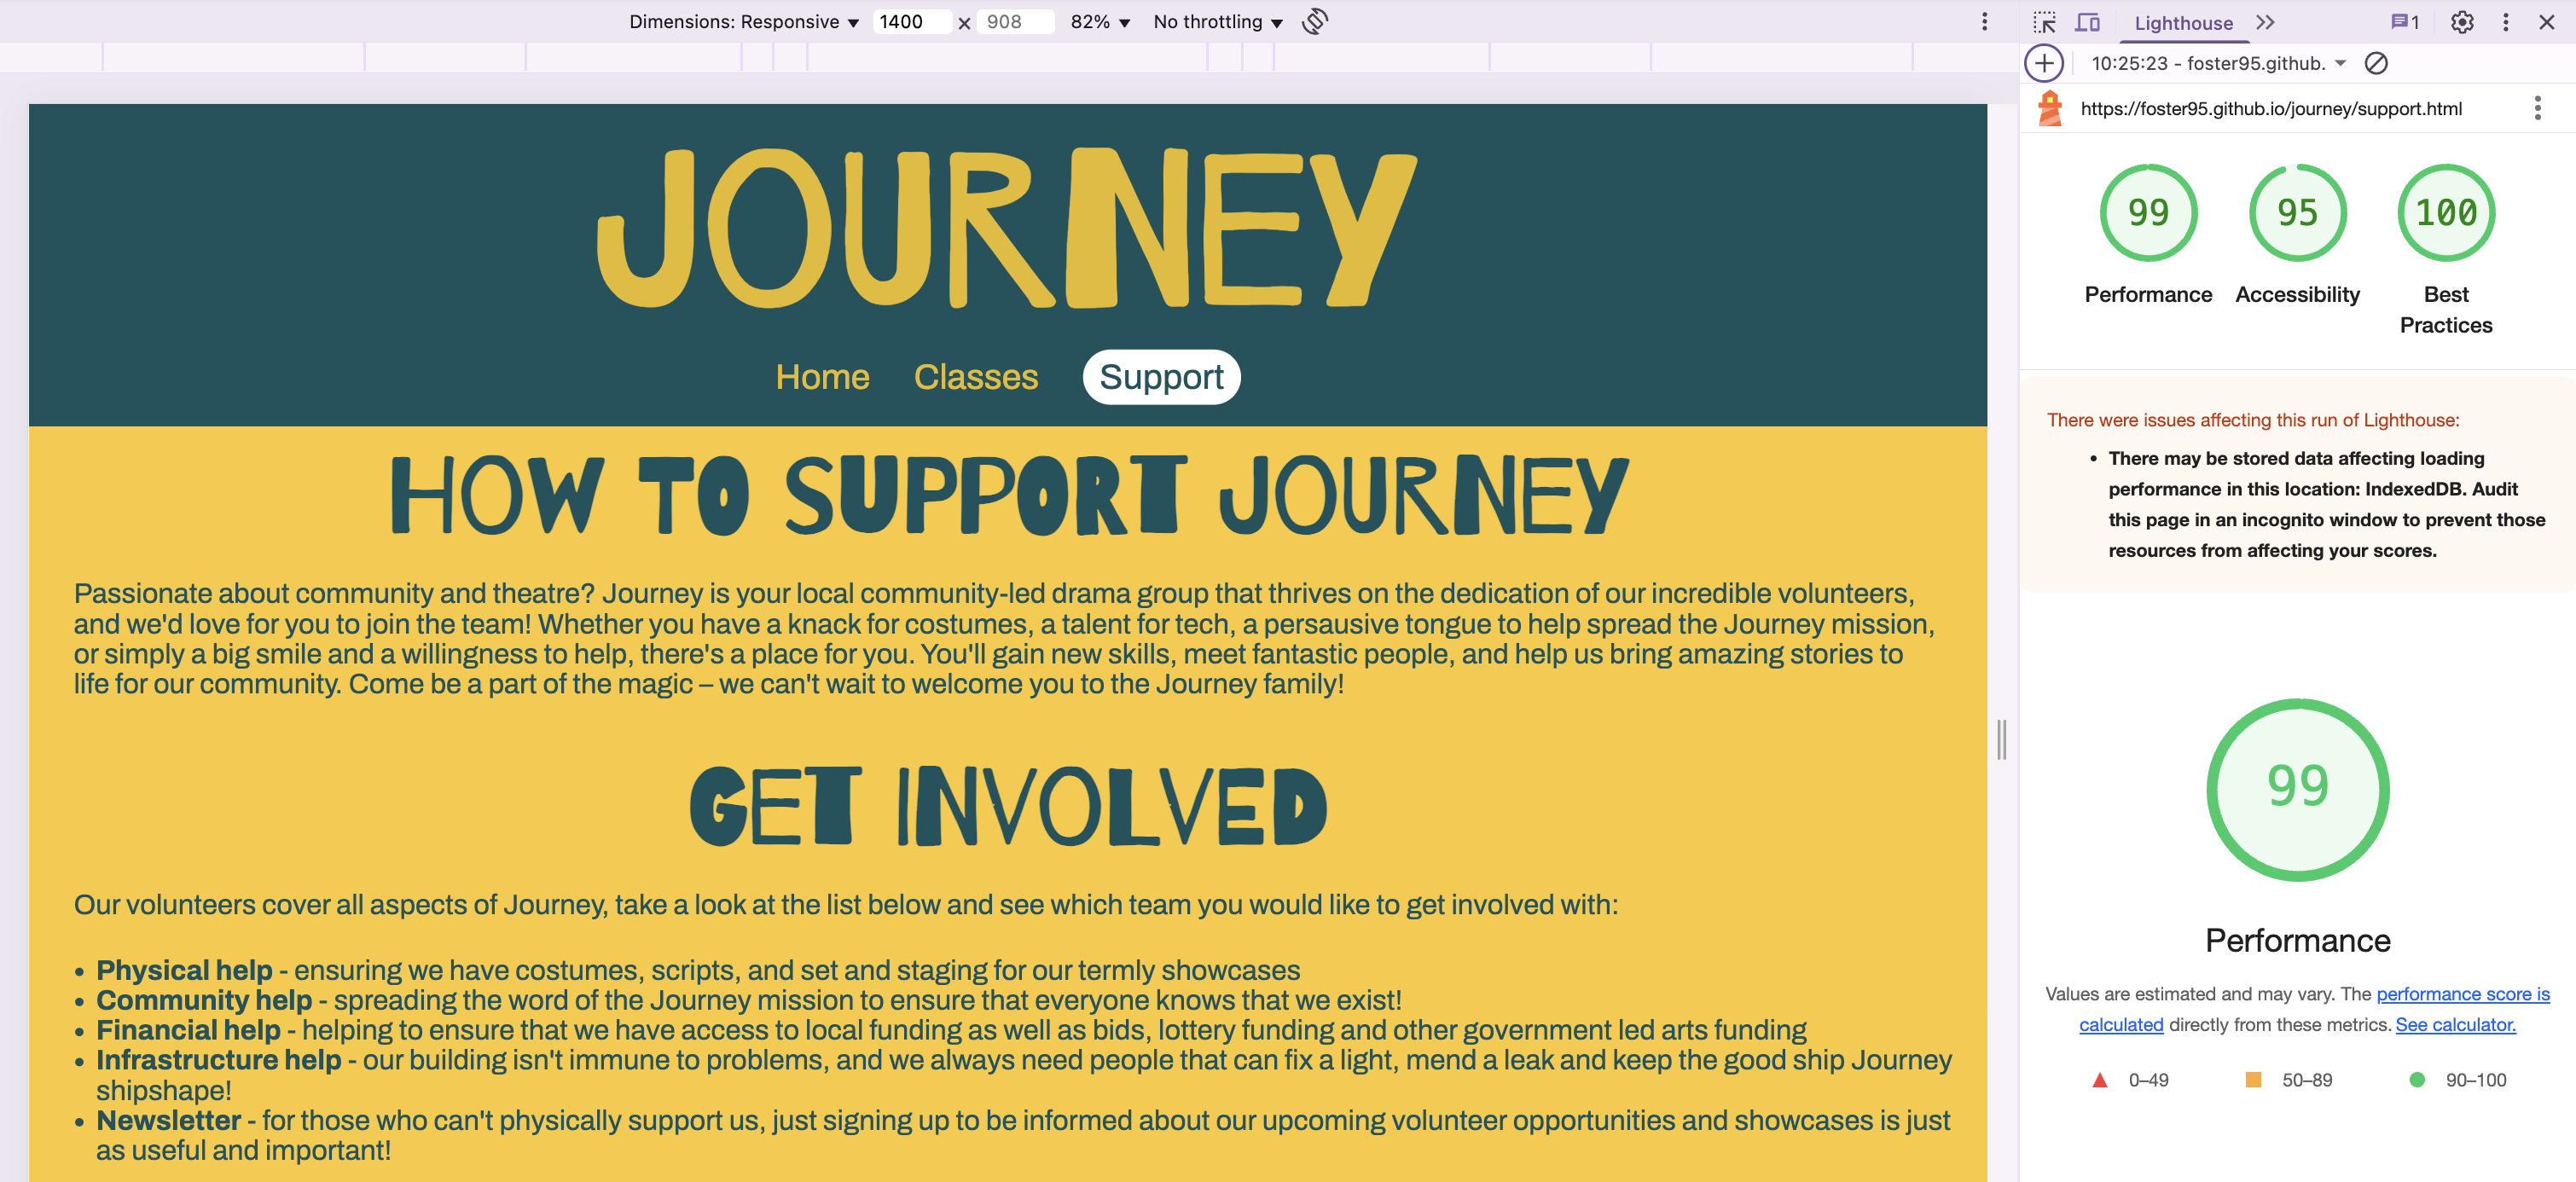 Dimensions: Responsive ▼ 1400 × 908 82% ▼ No throttling ▼
JOURNEY
Home Classes Support
HOW TO SUPPORT JOURNEY
Passionate about community and theatre? Journey is your local community-led drama group that thrives on the dedication of our incredible volunteers,
and we'd love for you to join the team! Whether you have a knack for costumes, a talent for tech, a persausive tongue to help spread the Journey mission,
or simply a big smile and a willingness to help, there's a place for you. You'll gain new skills, meet fantastic people, and help us bring amazing stories to
life for our community. Come be a part of the magic – we can't wait to welcome you to the Journey family!
GET INVOLVED
Our volunteers cover all aspects of Journey, take a look at the list below and see which team you would like to get involved with:
• Physical help - ensuring we have costumes, scripts, and set and staging for our termly showcases
• Community help - spreading the word of the Journey mission to ensure that everyone knows that we exist!
• Financial help - helping to ensure that we have access to local funding as well as bids, lottery funding and other government led arts funding
• Infrastructure help - our building isn't immune to problems, and we always need people that can fix a light, mend a leak and keep the good ship Journey
shipshape!
• Newsletter - for those who can't physically support us, just signing up to be informed about our upcoming volunteer opportunities and showcases is just
as useful and important!
Lighthouse 1
10:25:23 - foster95.github.
https://foster95.github.io/journey/support.html
99 95 100
Performance Accessibility Best
Practices
There were issues affecting this run of Lighthouse:
• There may be stored data affecting loading
performance in this location: IndexedDB. Audit
this page in an incognito window to prevent those
resources from affecting your scores.
99
Performance
Values are estimated and may vary. The performance score is
calculated directly from these metrics. See calculator.
0–49 50–89 90–100